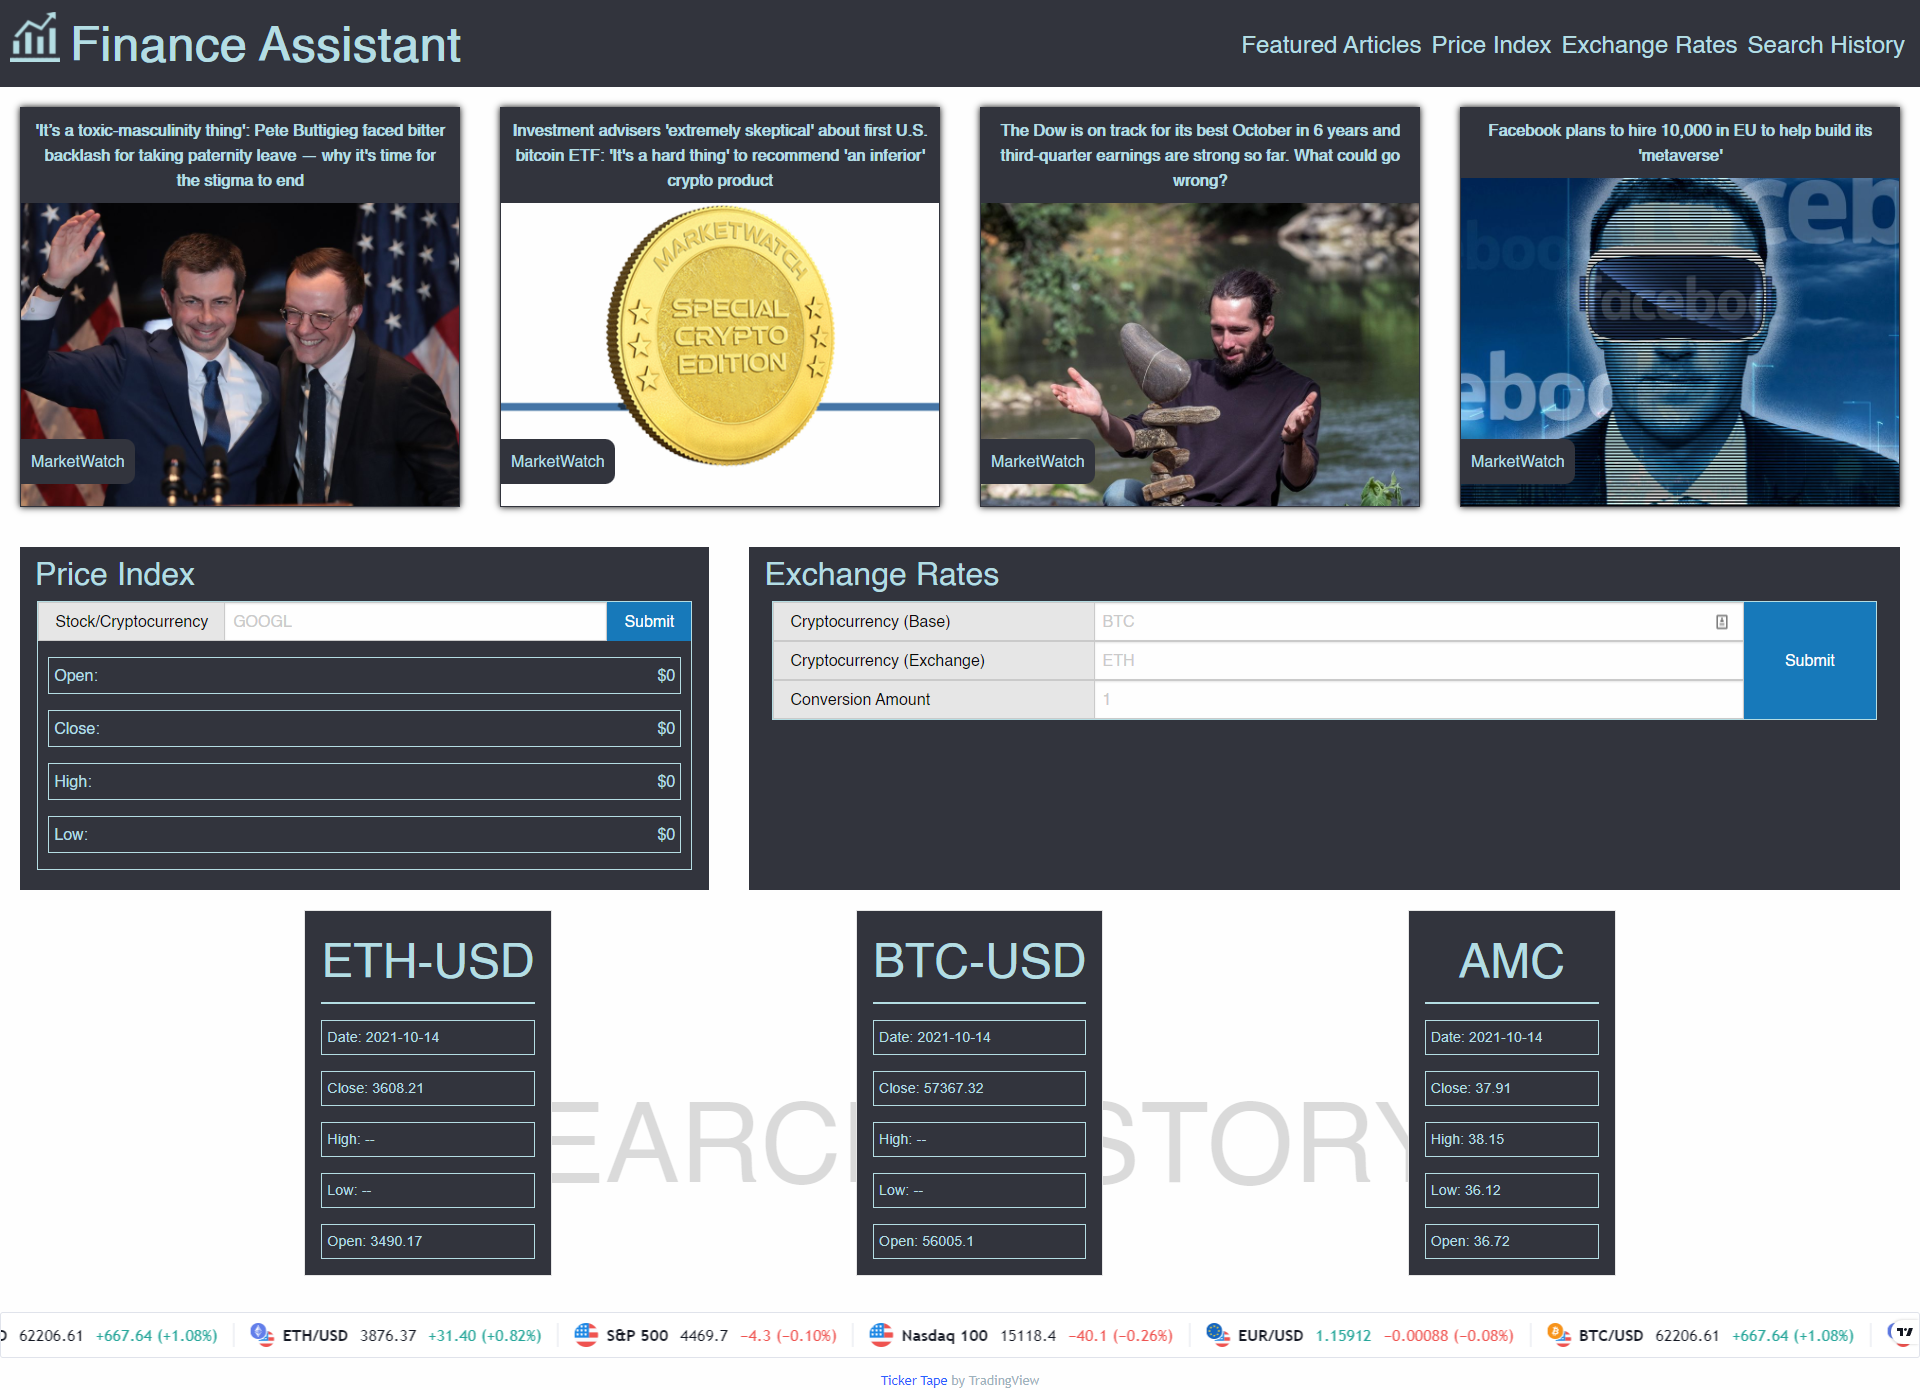 Finance Assistant
Featured Articles Price Index Exchange Rates Search History
'It's a toxic-masculinity thing': Pete Buttigieg faced bitter
backlash for taking paternity leave — why it's time for
the stigma to end
MarketWatch
Investment advisers 'extremely skeptical' about first U.S.
bitcoin ETF: 'It's a hard thing' to recommend 'an inferior'
crypto product
MARKETWATCH
SPECIAL
CRYPTO
EDITION
MarketWatch
The Dow is on track for its best October in 6 years and
third-quarter earnings are strong so far. What could go
wrong?
MarketWatch
Facebook plans to hire 10,000 in EU to help build its
'metaverse'
ceb
boo
facebo
eboo
MarketWatch
Price Index
Stock/Cryptocurrency GOOGL Submit
Open: $0
Close: $0
High: $0
Low: $0
Exchange Rates
Cryptocurrency (Base) BTC
Cryptocurrency (Exchange) ETH
Conversion Amount 1
Submit
EARC STORY
ETH-USD
Date: 2021-10-14
Close: 3608.21
High: --
Low: --
Open: 3490.17
BTC-USD
Date: 2021-10-14
Close: 57367.32
High: --
Low: --
Open: 56005.1
AMC
Date: 2021-10-14
Close: 37.91
High: 38.15
Low: 36.12
Open: 36.72
D 62206.61 +667.64 (+1.08%) ETH/USD 3876.37 +31.40 (+0.82%) S&P 500 4469.7 −4.3 (−0.10%) Nasdaq 100 15118.4 −40.1 (−0.26%) EUR/USD 1.15912 −0.00088 (−0.08%) BTC/USD 62206.61 +667.64 (+1.08%)
Ticker Tape by TradingView